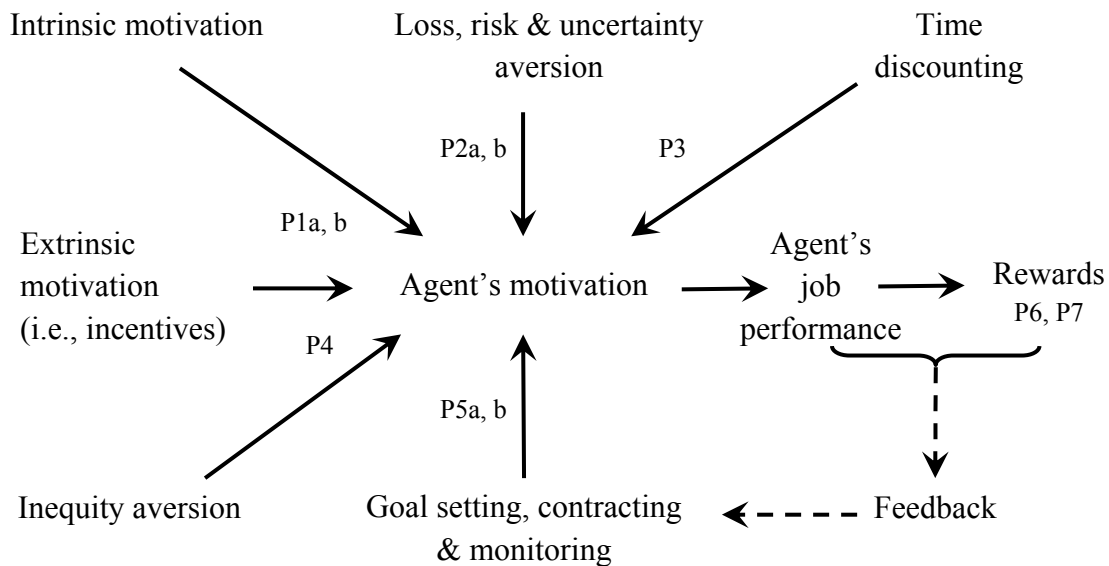 Intrinsic motivation
Loss, risk & uncertainty
aversion
Time
discounting
P2a, b
P3
P1a, b
Extrinsic
motivation
(i.e., incentives)
Agent’s motivation
Agent’s
job
performance
Rewards
P6, P7
P4
P5a, b
Inequity aversion
Goal setting, contracting
& monitoring
Feedback